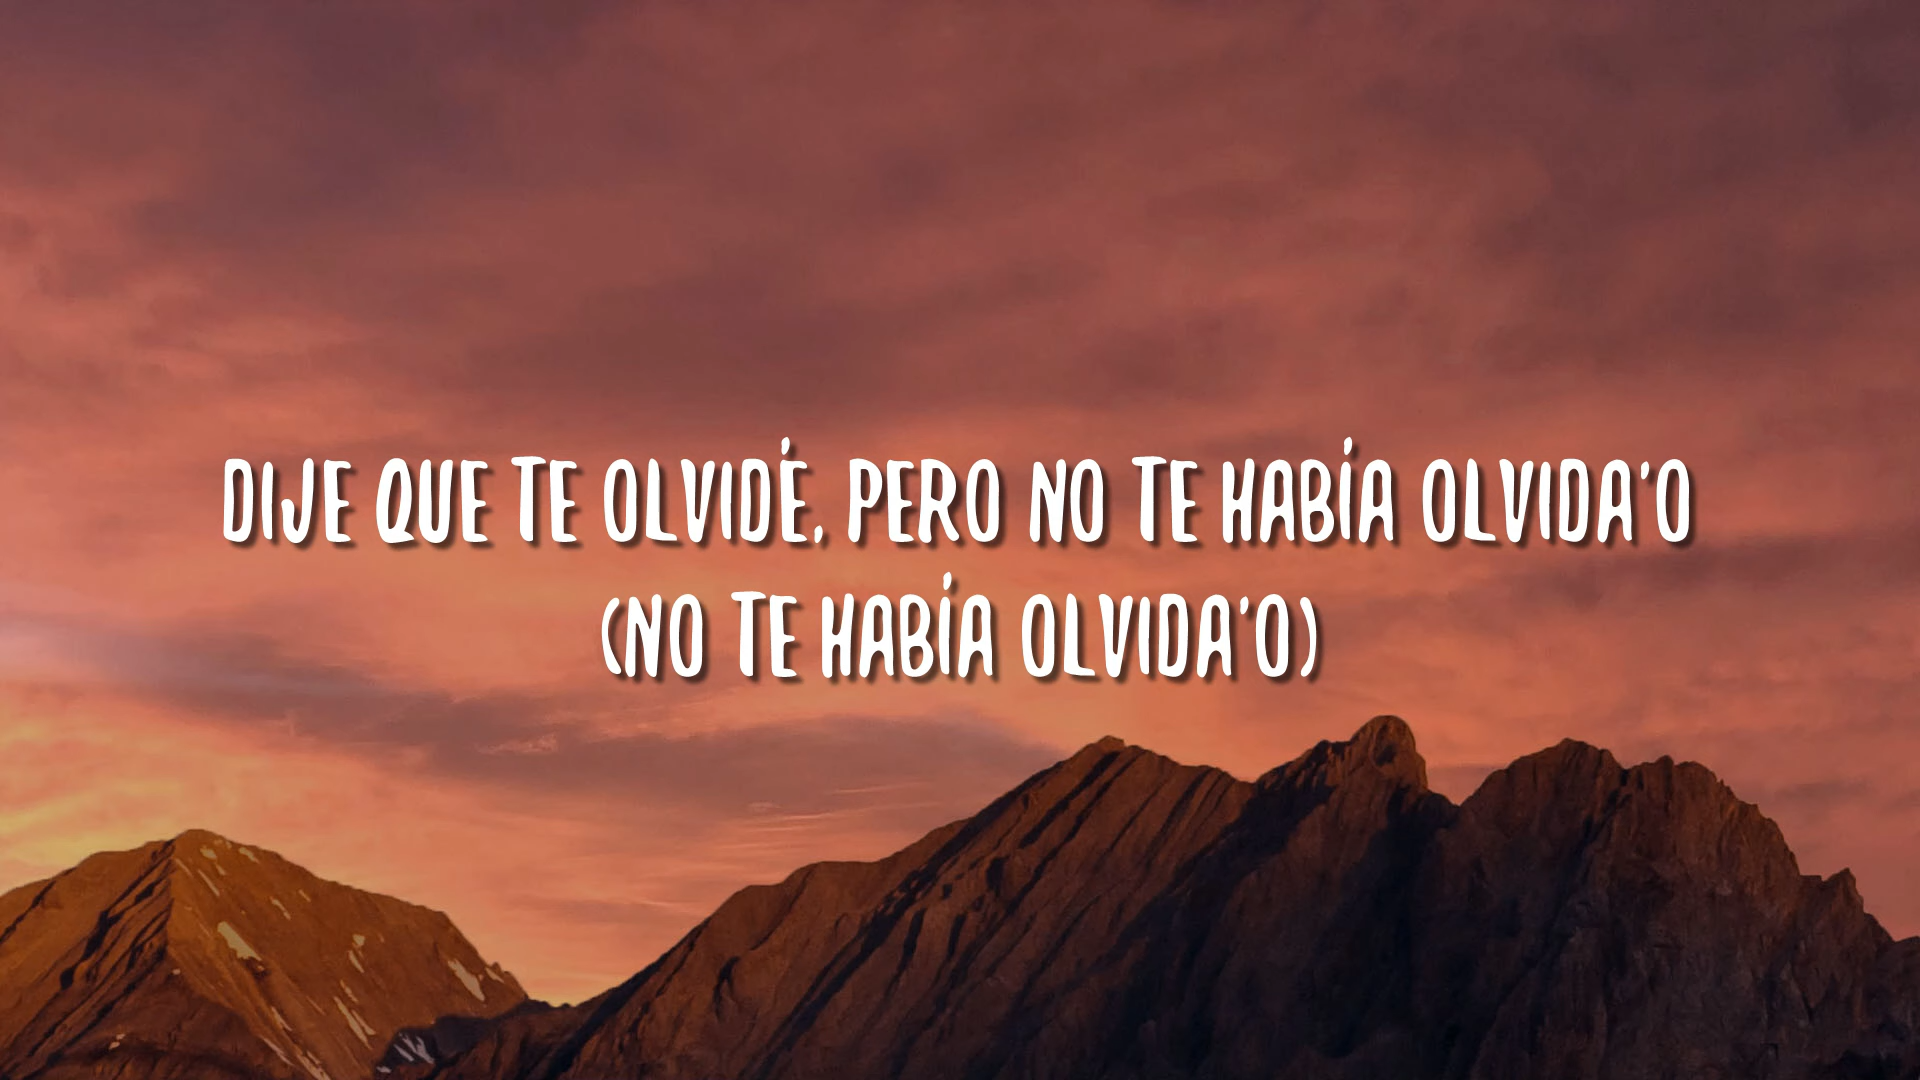 DIJE QUE TE OLVIDÉ, PERO NO TE HABÍA OLVIDA'O
(NO TE HABÍA OLVIDA'O)